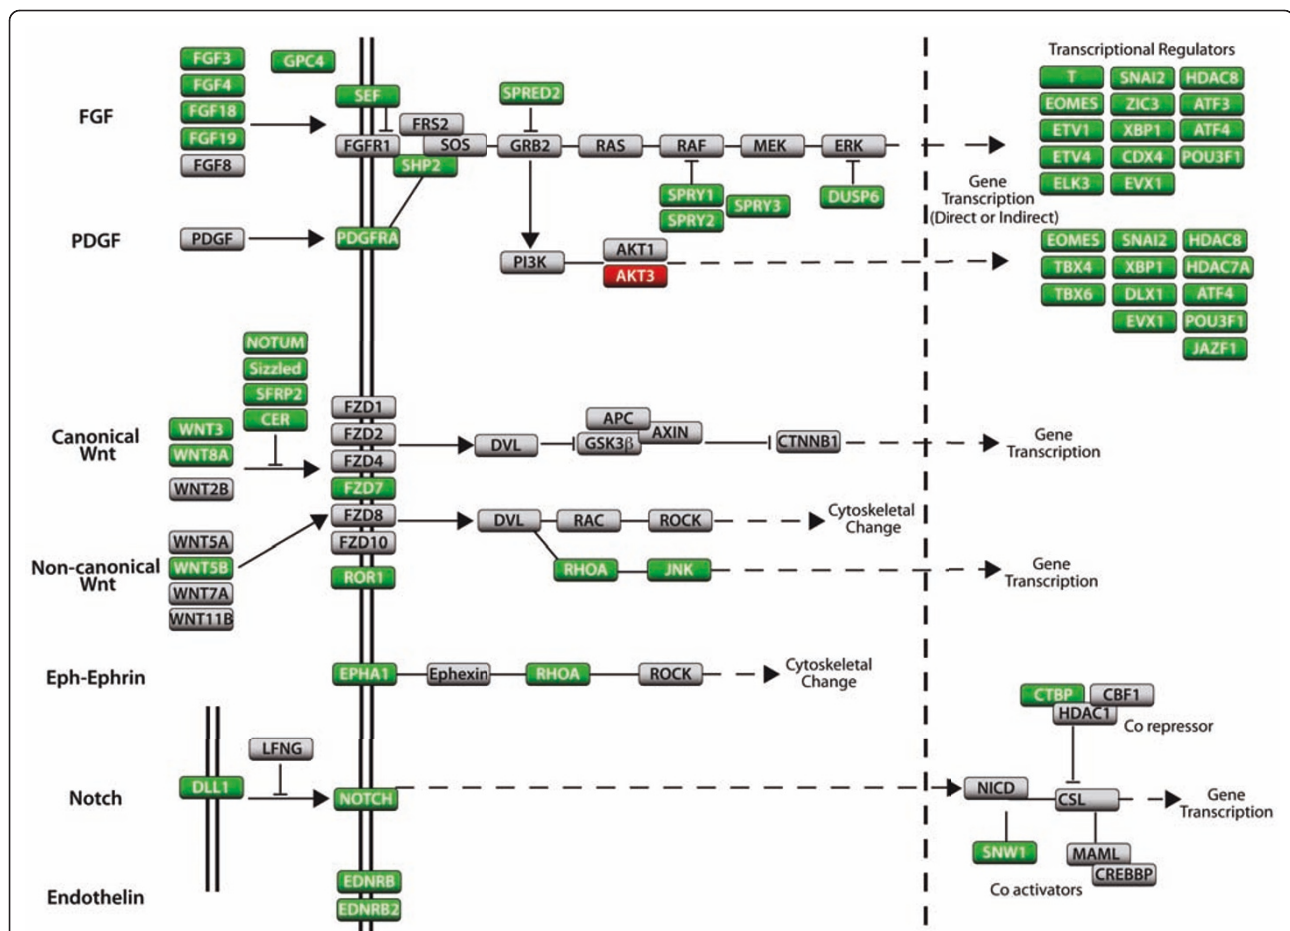 FGF
FGF3
FGF4
FGF18
FGF19
FGF8
GPC4
SEF
FGFR1
FRS2
SOS
SHP2
SPRED2
GRB2
RAS
RAF
MEK
ERK
SPRY1
SPRY2
SPRY3
DUSP6
Gene
Transcription
(Direct or Indirect)
Transcriptional Regulators
T SNAI2 HDAC8
EOMES ZIC3 ATF3
ETV1 XBP1 ATF4
ETV4 CDX4 POU3F1
ELK3 EVX1
PDGF
PDGF
PDGFRA
PI3K
AKT1
AKT3
EOMES SNAI2 HDAC8
TBX4 XBP1 HDAC7A
TBX6 DLX1 ATF4
EVX1 POU3F1
JAZF1
Canonical
Wnt
WNT3
WNT8A
WNT2B
NOTUM
Sizzled
SFRP2
CER
FZD1
FZD2
FZD4
FZD7
FZD8
FZD10
ROR1
DVL
APC
GSK3β
AXIN
CTNNB1
Gene
Transcription
Non-canonical
Wnt
WNT5A
WNT5B
WNT7A
WNT11B
DVL
RAC
ROCK
Cytoskeletal
Change
RHOA
JNK
Gene
Transcription
Eph-Ephrin
EPHA1
Ephexin
RHOA
ROCK
Cytoskeletal
Change
Notch
DLL1
LFNG
NOTCH
CTBP
CBF1
HDAC1
Co repressor
NICD
CSL
Gene
Transcription
SNW1
MAML
CREBBP
Co activators
Endothelin
EDNRB
EDNRB2